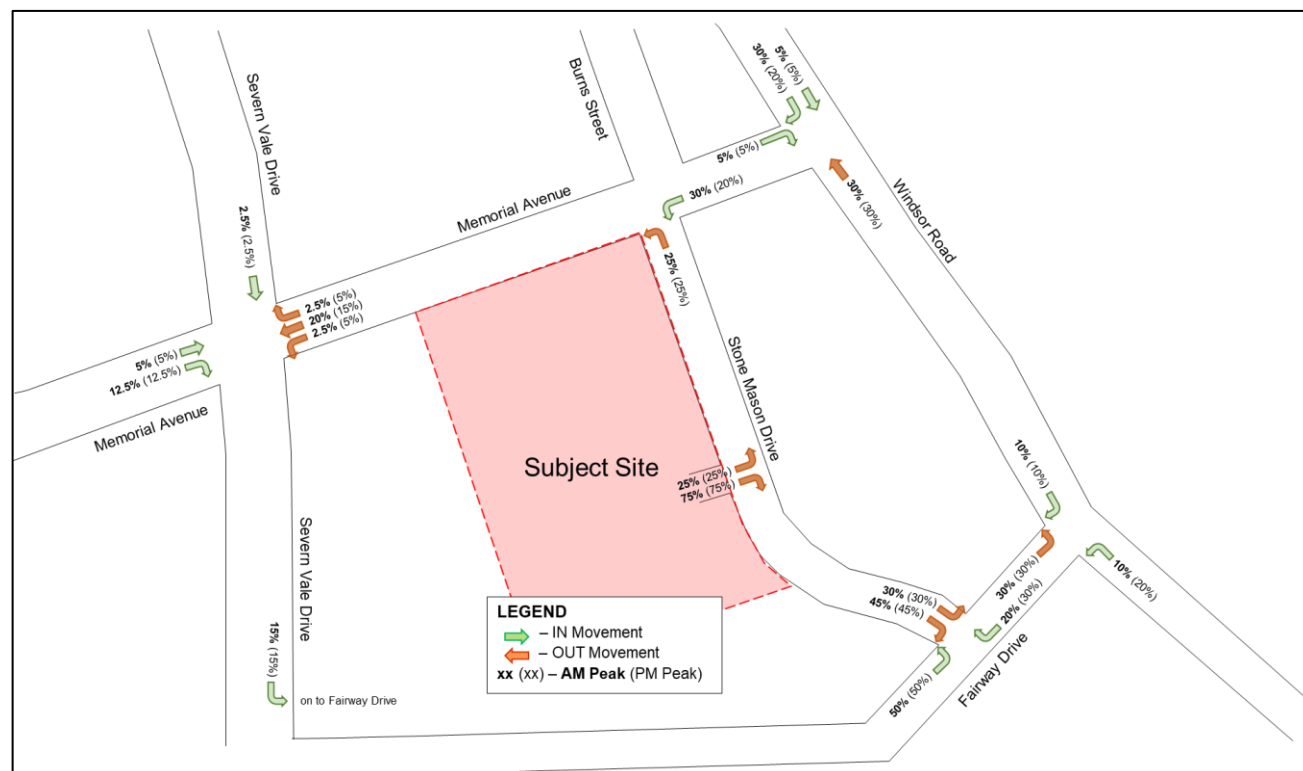 Severn Vale Drive
Burns Street
5% (5%)
30% (20%)
5% (5%)
30% (20%)
30% (30%)
Windsor Road
Memorial Avenue
2.5% (2.5%)
25% (25%)
2.5% (5%)
20% (15%)
2.5% (5%)
5% (5%)
12.5% (12.5%)
Memorial Avenue
Stone Mason Drive
Subject Site
25% (25%)
75% (75%)
10% (10%)
Severn Vale Drive
10% (20%)
30% (30%)
20% (30%)
30% (30%)
45% (45%)
50% (50%)
Fairway Drive
15% (15%)
on to Fairway Drive
LEGEND
– IN Movement
– OUT Movement
xx (xx) – AM Peak (PM Peak)